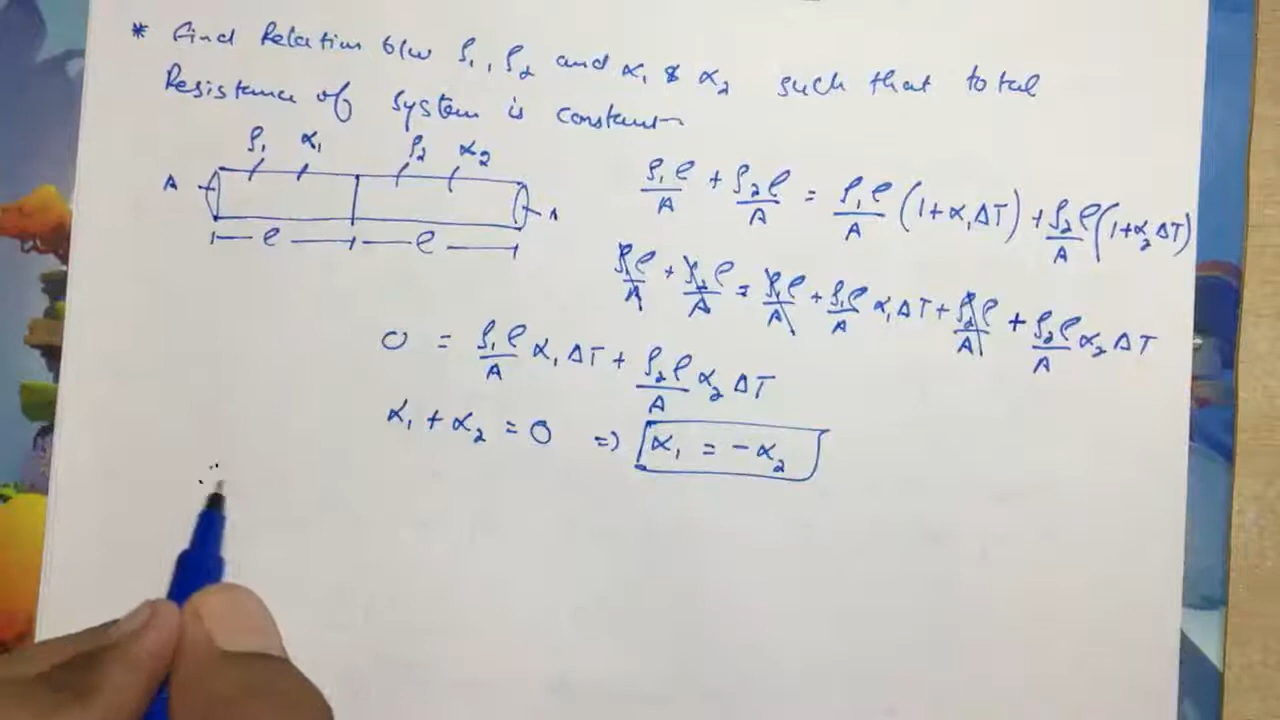 * Find Relation b/w ρ₁, ρ₂ and α₁ & α₂ such that total
Resistance of system is constant
ρ₁ α₁ ρ₂ α₂
A A
l l
ρ₁l/A + ρ₂l/A = ρ₁l/A (1+α₁ΔT) + ρ₂l/A (1+α₂ΔT)
ρ₁l/A + ρ₂l/A = ρ₁l/A + ρ₁l/A α₁ΔT + ρ₂l/A + ρ₂l/A α₂ΔT
0 = ρ₁l/A α₁ΔT + ρ₂l/A α₂ΔT
α₁ + α₂ = 0 => α₁ = -α₂